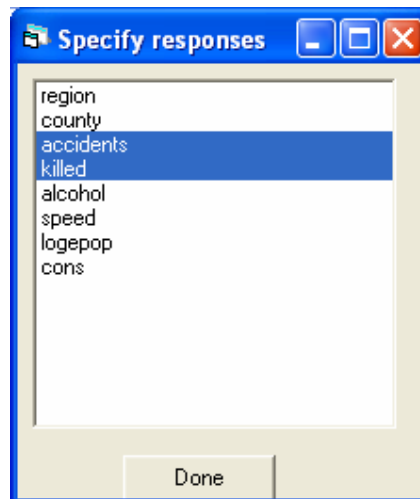 Specify responses
region
county
accidents
killed
alcohol
speed
logepop
cons
Done